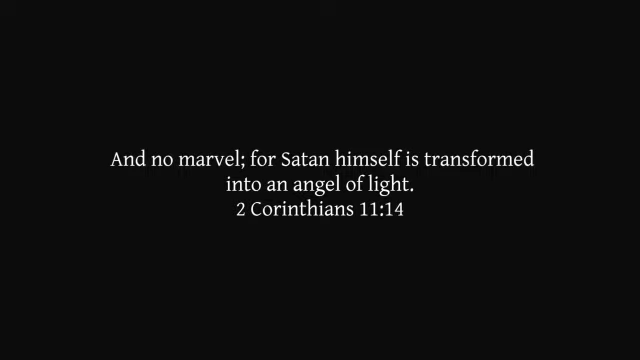 And no marvel; for Satan himself is transformed
into an angel of light.
2 Corinthians 11:14